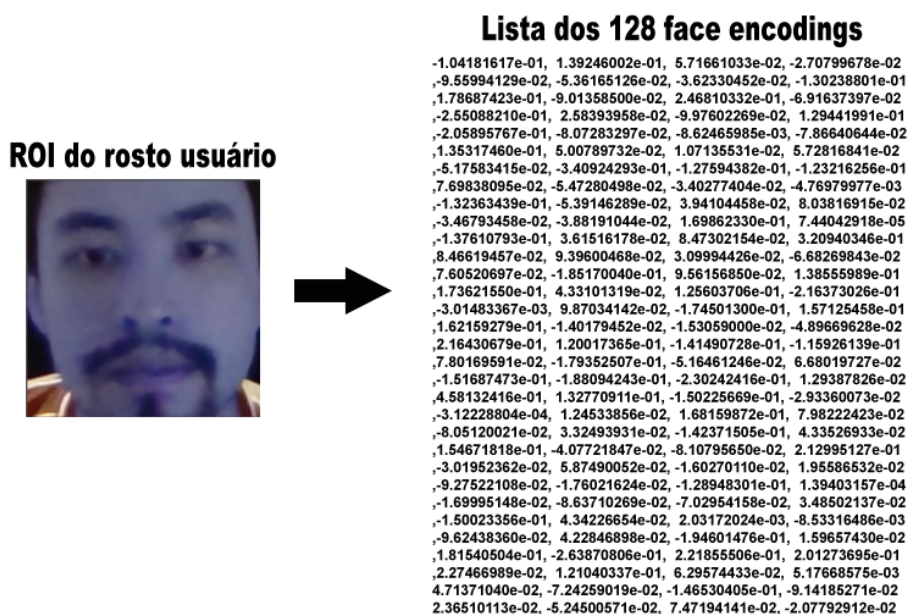 Lista dos 128 face encodings
-1.04181617e-01, 1.39246002e-01, 5.71661033e-02, -2.70799678e-02
,-9.55994129e-02, -5.36165126e-02, -3.62330452e-02, -1.30238801e-01
,1.78687423e-01, -9.01358500e-02, 2.46810332e-01, -6.91637397e-02
,-2.55088210e-01, 2.58393958e-02, -9.97602269e-02, 1.29441991e-01
,-2.05895767e-01, -8.07283297e-02, -8.62465985e-03, -7.86640644e-02
,1.35317460e-01, 5.00789732e-02, 1.07135531e-01, 5.72816841e-02
,-5.17583415e-02, -3.40924293e-01, -1.27594382e-01, -1.23216256e-01
,7.69838095e-02, -5.47280498e-02, -3.40277404e-02, -4.76979977e-03
,-1.32363439e-01, -5.39146289e-02, 3.94104458e-02, 8.03816915e-02
,-3.46793458e-02, -3.88191044e-02, 1.69862330e-01, 7.44042918e-05
,-1.37610793e-01, 3.61516178e-02, 8.47302154e-02, 3.20940346e-01
,8.46619457e-02, 9.39600468e-02, 3.09994426e-02, -6.68269843e-02
,7.60520697e-02, -1.85170040e-01, 9.56156850e-02, 1.38555989e-01
,1.73621550e-01, 4.33101319e-02, 1.25603706e-01, -2.16373026e-01
,-3.01483367e-03, 9.87034142e-02, -1.74501300e-01, 1.57125458e-01
,1.62159279e-01, -1.40179452e-02, -1.53059000e-02, -4.89669628e-02
,2.16430679e-01, 1.20017365e-01, -1.41490728e-01, -1.15926139e-01
,7.80169591e-02, -1.79352507e-01, -5.16461246e-02, 6.68019727e-02
,-1.51687473e-01, -1.88094243e-01, -2.30242416e-01, 1.29387826e-02
,4.58132416e-01, 1.32770911e-01, -1.50225669e-01, -2.93360073e-02
,-3.12228804e-04, 1.24533856e-02, 1.68159872e-01, 7.98222423e-02
,-8.05120021e-02, 3.32493931e-02, -1.42371505e-01, 4.33526933e-02
,1.54671818e-01, -4.07721847e-02, -8.10795650e-02, 2.12995127e-01
,-3.01952362e-02, 5.87490052e-02, -1.60270110e-02, 1.95586532e-02
,-9.27522108e-02, -1.76021624e-02, -1.28948301e-01, 1.39403157e-04
,-1.69995148e-02, -8.63710269e-02, -7.02954158e-02, 3.48502137e-02
,-1.50023356e-01, 4.34226654e-02, 2.03172024e-03, -8.53316486e-03
,-9.62438360e-02, 4.22846898e-02, -1.94601476e-01, 1.59657430e-02
,1.81540504e-01, -2.63870806e-01, 2.21855506e-01, 2.01273695e-01
,2.27466989e-02, 1.21040337e-01, 6.29574433e-02, 5.17668575e-03
4.71371040e-02, -7.24259019e-02, -1.46530405e-01, -9.14185271e-02
2.36510113e-02, -5.24500571e-02, 7.47194141e-02, -2.07792912e-02
ROI do rosto usuário